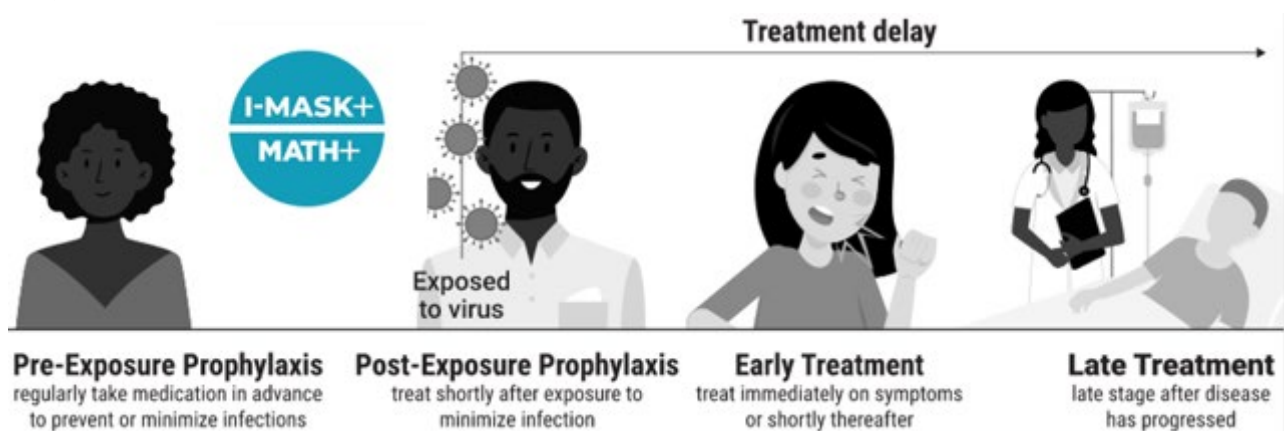 Treatment delay
I-MASK+
MATH+
Exposed
to virus
Pre-Exposure Prophylaxis
regularly take medication in advance
to prevent or minimize infections
Post-Exposure Prophylaxis
treat shortly after exposure to
minimize infection
Early Treatment
treat immediately on symptoms
or shortly thereafter
Late Treatment
late stage after disease
has progressed